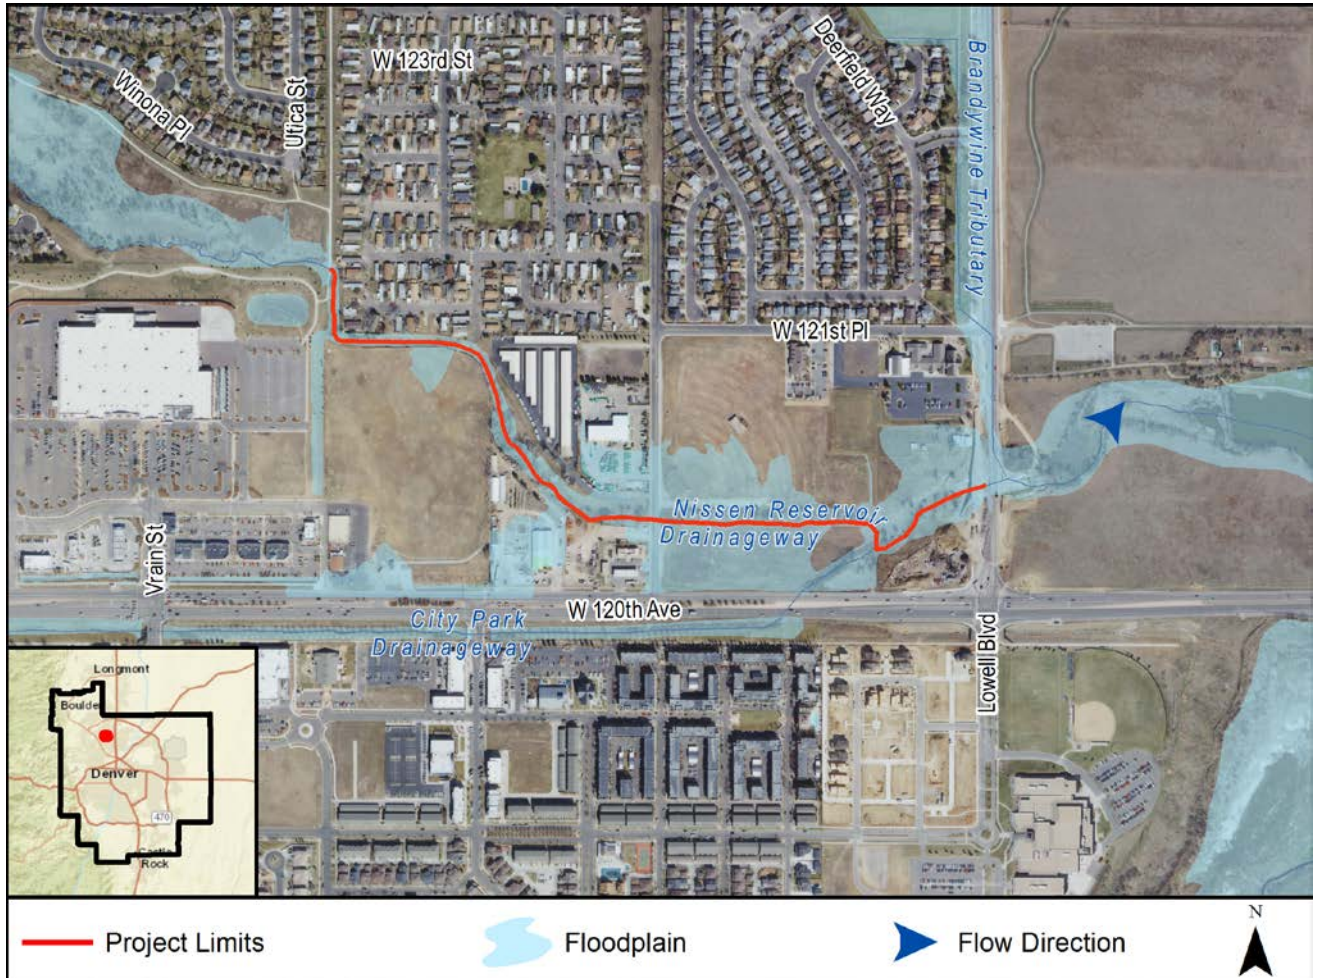 W 123rd St
Deerfield Way
Utica St
Winona Pl
Brandywine Tributary
W 121st Pl
Nissen Reservoir
Drainageway
Vrain St
W 120th Ave
City Park
Drainageway
Lowell Blvd
Longmont
Boulder
Denver
470
Castle
Rock
Project Limits
Floodplain
Flow Direction
N